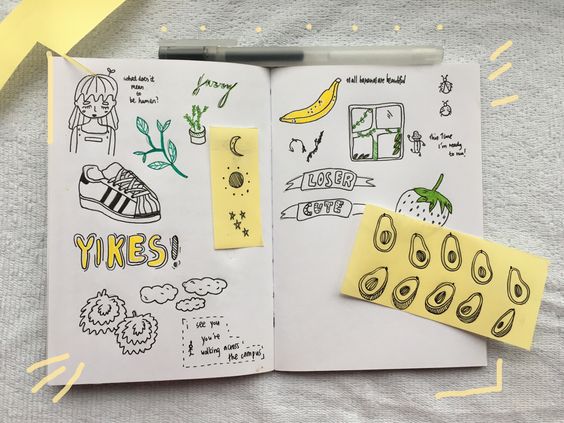 what does it
mean
to
be human?
YIKES!
i see you
you're
walking across
the campus
all bananas are beautiful
this time
i'm ready
to run!
LOSER
CUTE